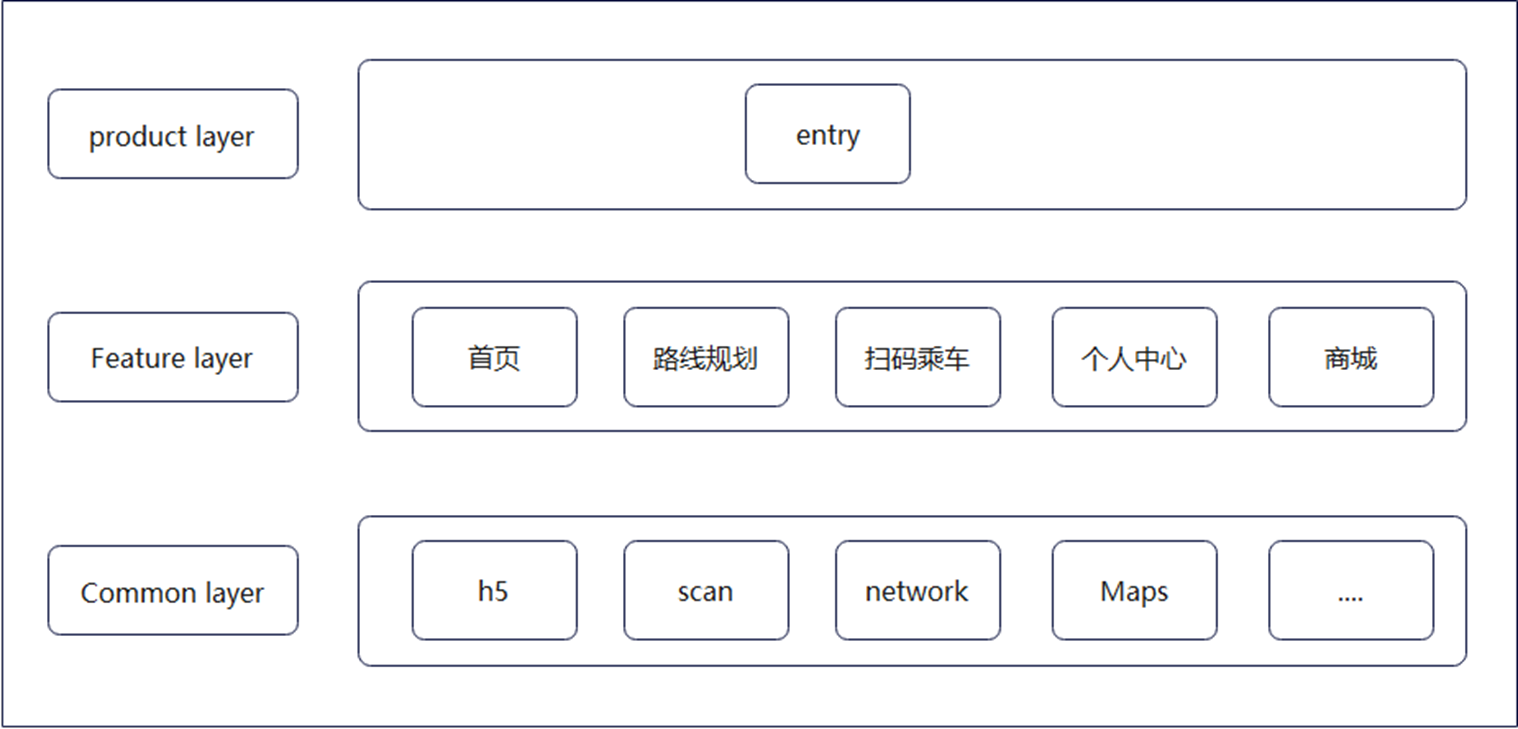 product layer
entry
Feature layer
首页
路线规划
扫码乘车
个人中心
商城
Common layer
h5
scan
network
Maps
....